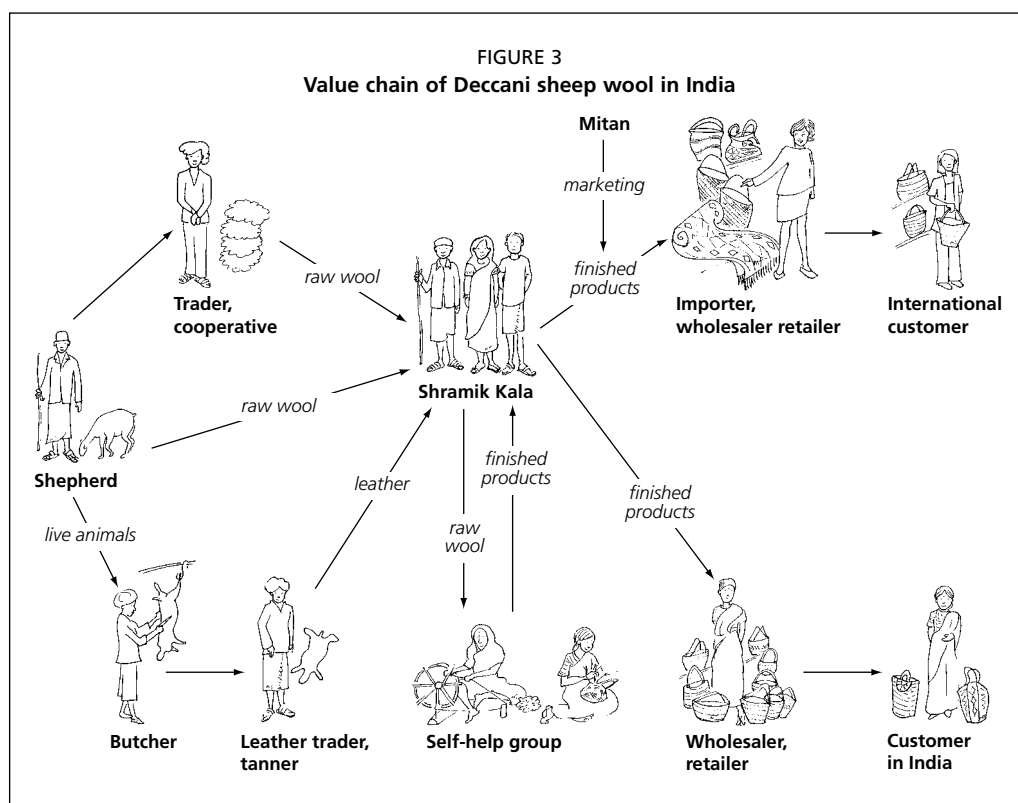 FIGURE 3
Value chain of Deccani sheep wool in India
Mitan
marketing
finished
products
raw wool
Trader,
cooperative
Importer,
wholesaler retailer
International
customer
Shramik Kala
raw wool
Shepherd
leather
finished
products
raw
wool
finished
products
live animals
Butcher
Leather trader,
tanner
Self-help group
Wholesaler,
retailer
Customer
in India